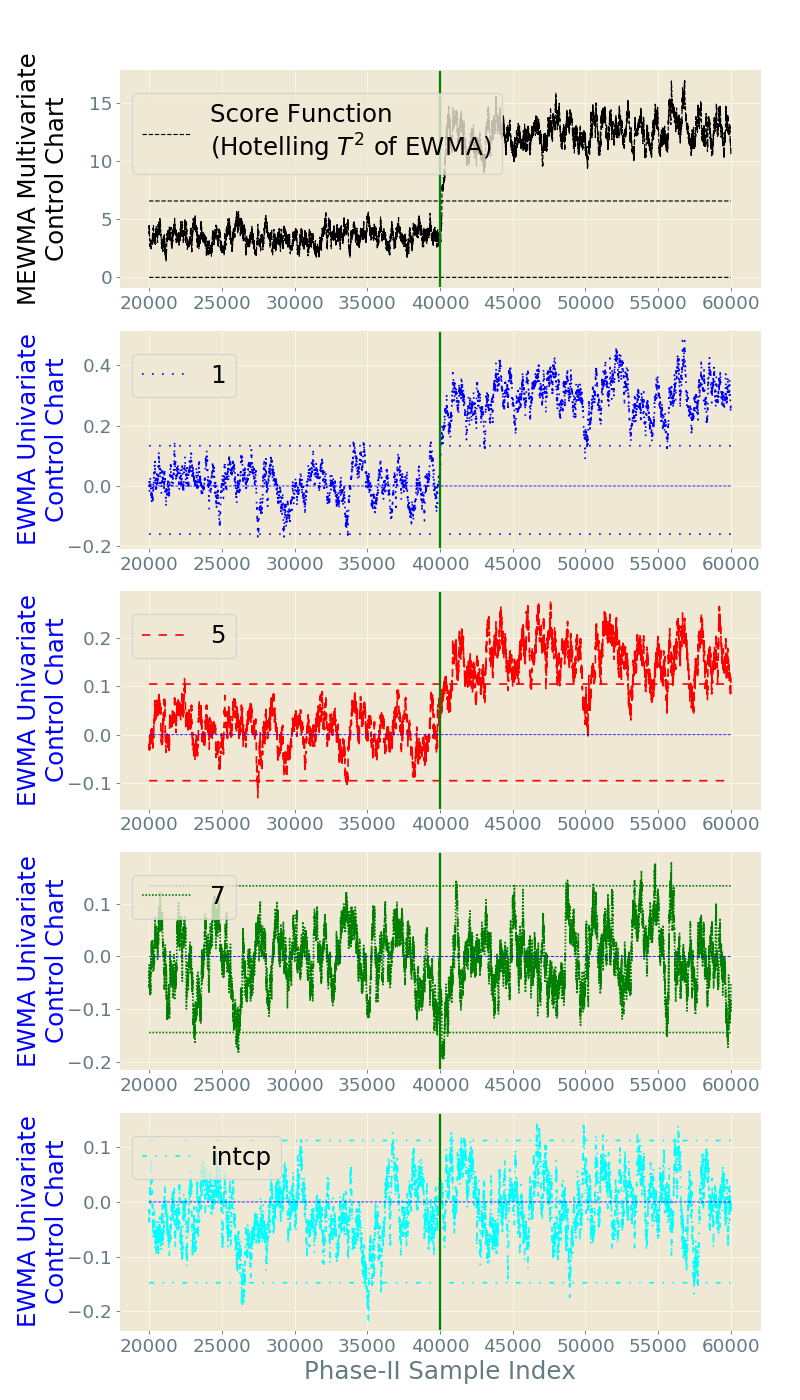 MEWMA Multivariate
Control Chart
15
10
5
0
Score Function
(Hotelling T² of EWMA)
20000 25000 30000 35000 40000 45000 50000 55000 60000
EWMA Univariate
Control Chart
0.4
0.2
0.0
−0.2
1
20000 25000 30000 35000 40000 45000 50000 55000 60000
EWMA Univariate
Control Chart
0.2
0.1
0.0
−0.1
5
20000 25000 30000 35000 40000 45000 50000 55000 60000
EWMA Univariate
Control Chart
0.1
0.0
−0.1
−0.2
7
20000 25000 30000 35000 40000 45000 50000 55000 60000
EWMA Univariate
Control Chart
0.1
0.0
−0.1
−0.2
intcp
20000 25000 30000 35000 40000 45000 50000 55000 60000
Phase-II Sample Index